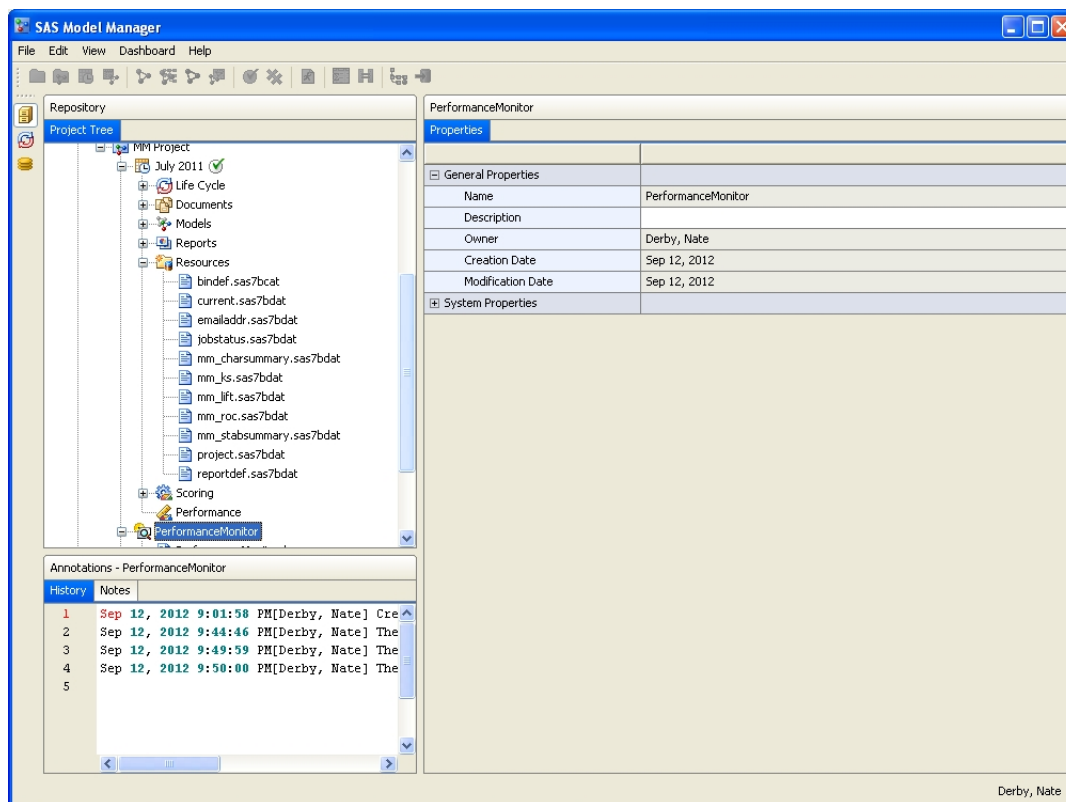 SAS Model Manager
File Edit View Dashboard Help
Repository
Project Tree
MM Project
July 2011
Life Cycle
Documents
Models
Reports
Resources
bindef.sas7bcat
current.sas7bdat
emailaddr.sas7bdat
jobstatus.sas7bdat
mm_charsummary.sas7bdat
mm_ks.sas7bdat
mm_lift.sas7bdat
mm_roc.sas7bdat
mm_stabsummary.sas7bdat
project.sas7bdat
reportdef.sas7bdat
Scoring
Performance
PerformanceMonitor
Annotations - PerformanceMonitor
History Notes
1 Sep 12, 2012 9:01:58 PM[Derby, Nate] Cre
2 Sep 12, 2012 9:44:46 PM[Derby, Nate] The
3 Sep 12, 2012 9:49:59 PM[Derby, Nate] The
4 Sep 12, 2012 9:50:00 PM[Derby, Nate] The
5
PerformanceMonitor
Properties
General Properties
Name PerformanceMonitor
Description
Owner Derby, Nate
Creation Date Sep 12, 2012
Modification Date Sep 12, 2012
System Properties
Derby, Nate